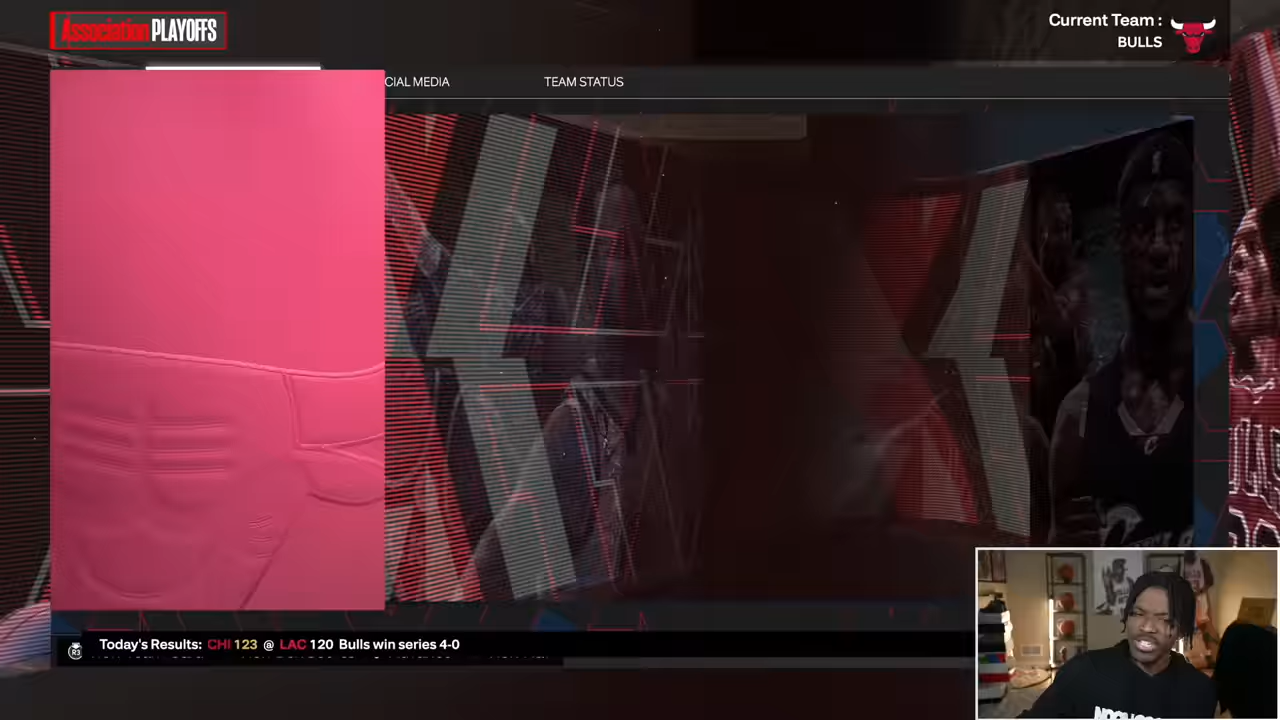 Association PLAYOFFS
Current Team :
BULLS
CIAL MEDIA
TEAM STATUS
Today's Results: CHI 123 @ LAC 120 Bulls win series 4-0